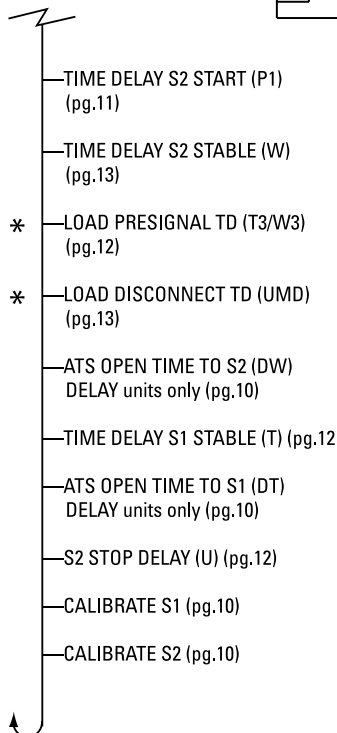 TIME DELAY S2 START (P1)
(pg.11)
TIME DELAY S2 STABLE (W)
(pg.13)
* LOAD PRESIGNAL TD (T3/W3)
(pg.12)
* LOAD DISCONNECT TD (UMD)
(pg.13)
ATS OPEN TIME TO S2 (DW)
DELAY units only (pg.10)
TIME DELAY S1 STABLE (T) (pg.12
ATS OPEN TIME TO S1 (DT)
DELAY units only (pg.10)
S2 STOP DELAY (U) (pg.12)
CALIBRATE S1 (pg.10)
CALIBRATE S2 (pg.10)